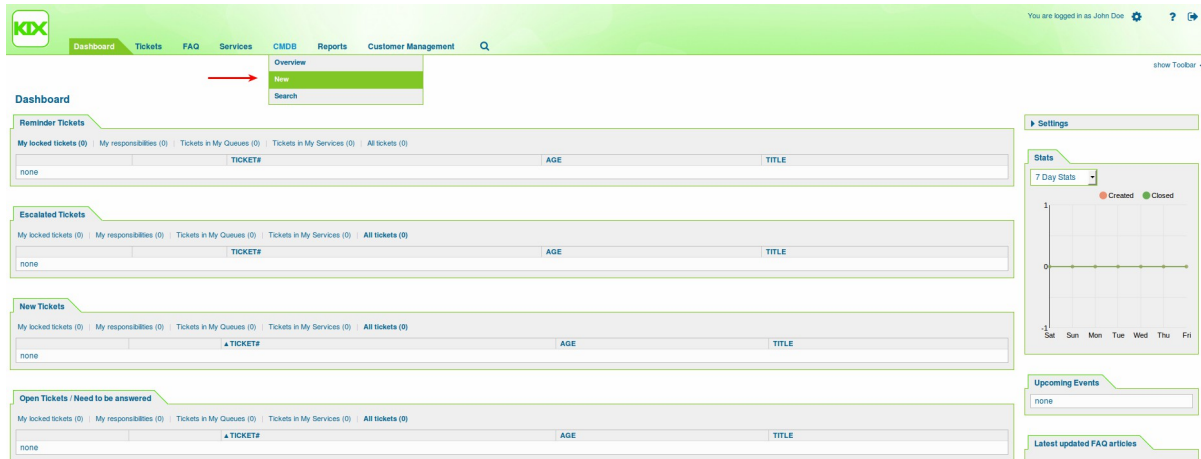 KIX
You are logged in as John Doe
?
Dashboard Tickets FAQ Services CMDB Reports Customer Management
Overview
New
Search
show Toolbar
Dashboard
Reminder Tickets
My locked tickets (0) | My responsibilities (0) | Tickets in My Queues (0) | Tickets in My Services (0) | All tickets (0)
TICKET# AGE TITLE
none
Escalated Tickets
My locked tickets (0) | My responsibilities (0) | Tickets in My Queues (0) | Tickets in My Services (0) | All tickets (0)
TICKET# AGE TITLE
none
New Tickets
My locked tickets (0) | My responsibilities (0) | Tickets in My Queues (0) | Tickets in My Services (0) | All tickets (0)
▲TICKET# AGE TITLE
none
Open Tickets / Need to be answered
My locked tickets (0) | My responsibilities (0) | Tickets in My Queues (0) | Tickets in My Services (0) | All tickets (0)
▲TICKET# AGE TITLE
none
Settings
Stats
7 Day Stats
Created Closed
1
0
-1
Sat Sun Mon Tue Wed Thu Fri
Upcoming Events
none
Latest updated FAQ articles